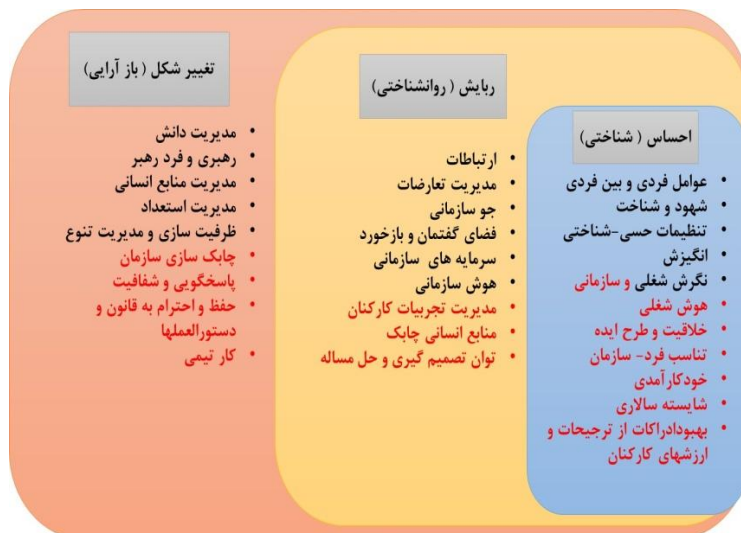 احساس ( شناختی)
عوامل فردی و بین فردی
شهود و شناخت
تنظیمات حسی-شناختی
انگیزش
نگرش شغلی و سازمانی
هوش شغلی
خلاقیت و طرح ایده
تناسب فرد- سازمان
خودکارآمدی
شایسته سالاری
بهبودادراکات از ترجیحات و
ارزشهای کارکنان
ربایش ( روانشناختی)
ارتباطات
مدیریت تعارضات
جو سازمانی
فضای گفتمان و بازخورد
سرمایه های سازمانی
هوش سازمانی
مدیریت تجربیات کارکنان
منابع انسانی چابک
توان تصمیم گیری و حل مساله
تغییر شکل ( باز آرایی)
مدیریت دانش
رهبری و فرد رهبر
مدیریت منابع انسانی
مدیریت استعداد
ظرفیت سازی و مدیریت تنوع
چابک سازی سازمان
پاسخگویی و شفافیت
حفظ و احترام به قانون و
دستورالعملها
کار تیمی